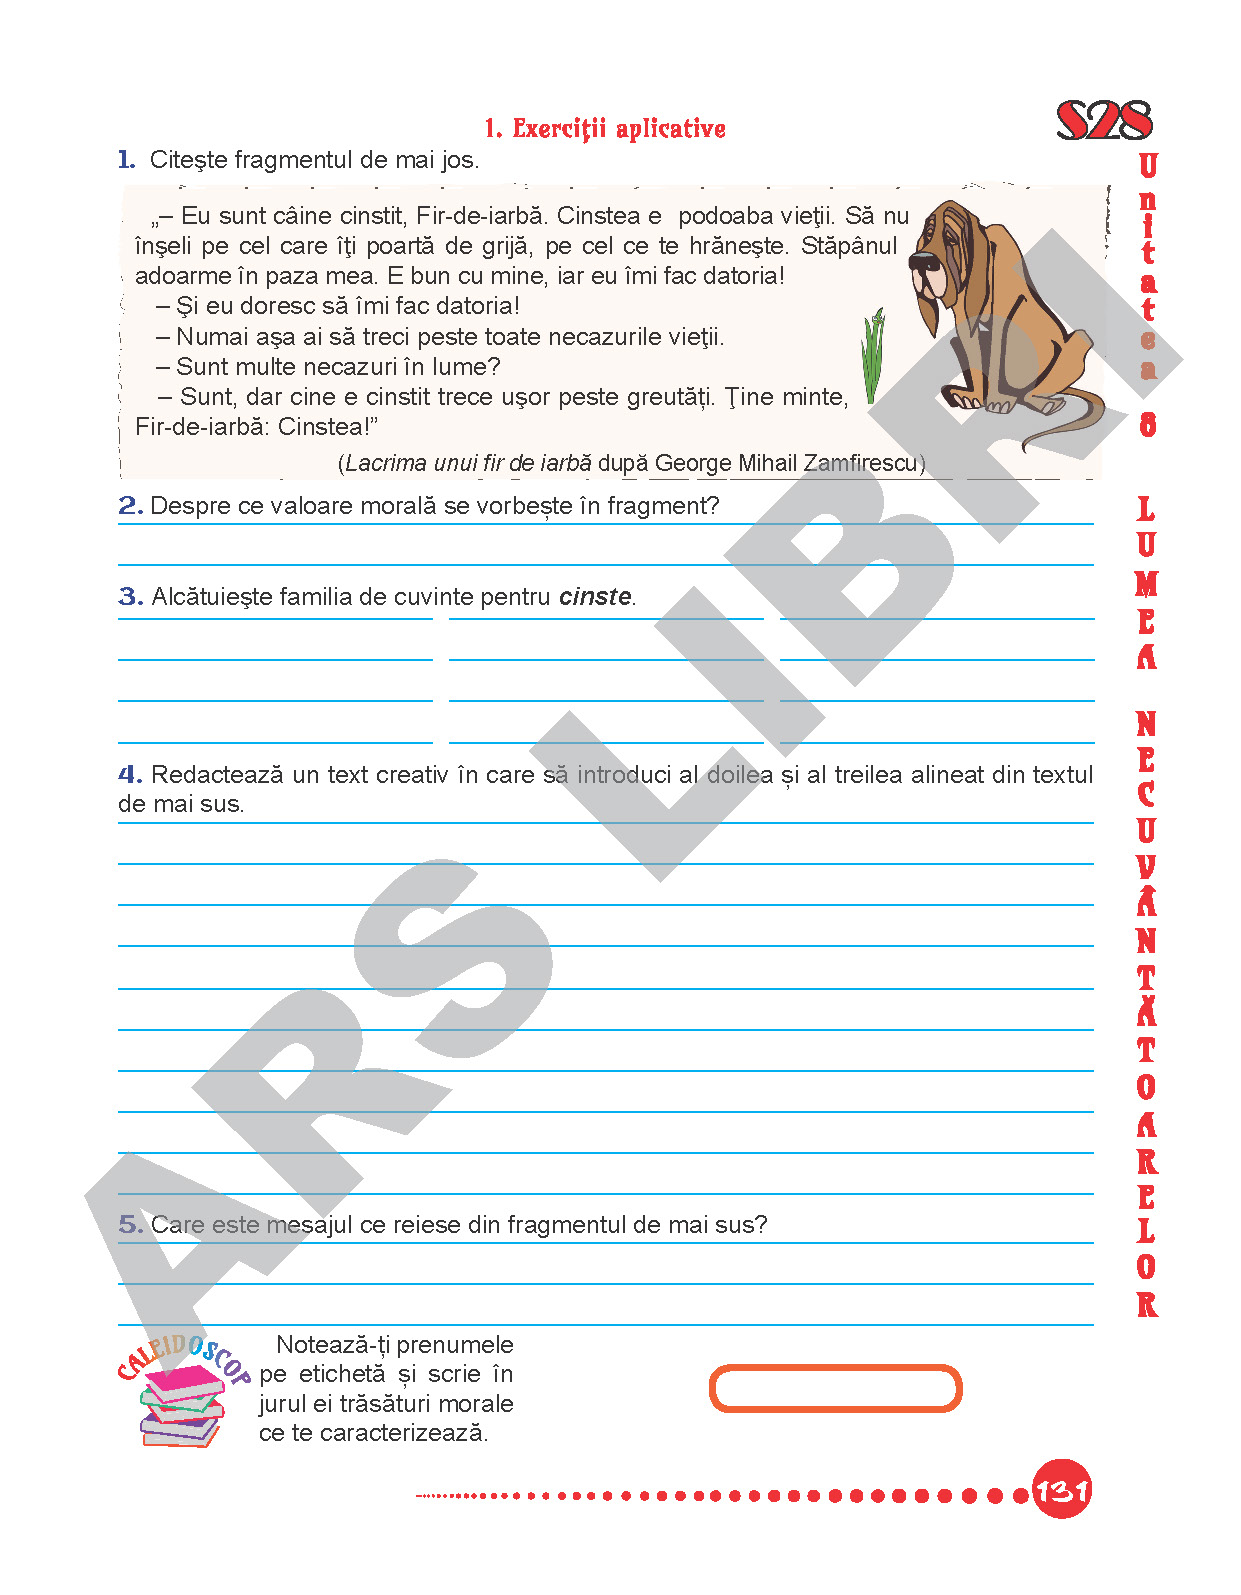 S28
1. Exerciţii aplicative
1. Citeşte fragmentul de mai jos.
„– Eu sunt câine cinstit, Fir-de-iarbă. Cinstea e podoaba vieţii. Să nu
înşeli pe cel care îţi poartă de grijă, pe cel ce te hrăneşte. Stăpânul
adoarme în paza mea. E bun cu mine, iar eu îmi fac datoria!
– Şi eu doresc să îmi fac datoria!
– Numai aşa ai să treci peste toate necazurile vieţii.
– Sunt multe necazuri în lume?
– Sunt, dar cine e cinstit trece uşor peste greutăți. Ţine minte,
Fir-de-iarbă: Cinstea!”
(Lacrima unui fir de iarbă după George Mihail Zamfirescu)
2. Despre ce valoare morală se vorbește în fragment?
3. Alcătuieşte familia de cuvinte pentru cinste.
4. Redactează un text creativ în care să introduci al doilea și al treilea alineat din textul
de mai sus.
5. Care este mesajul ce reiese din fragmentul de mai sus?
CALEIDOSCOP
Notează-ți prenumele
pe etichetă și scrie în
jurul ei trăsături morale
ce te caracterizează.
131
Unitatea 8 LUMEA NECUVÂNTĂTOARELOR
ARS LIBRI